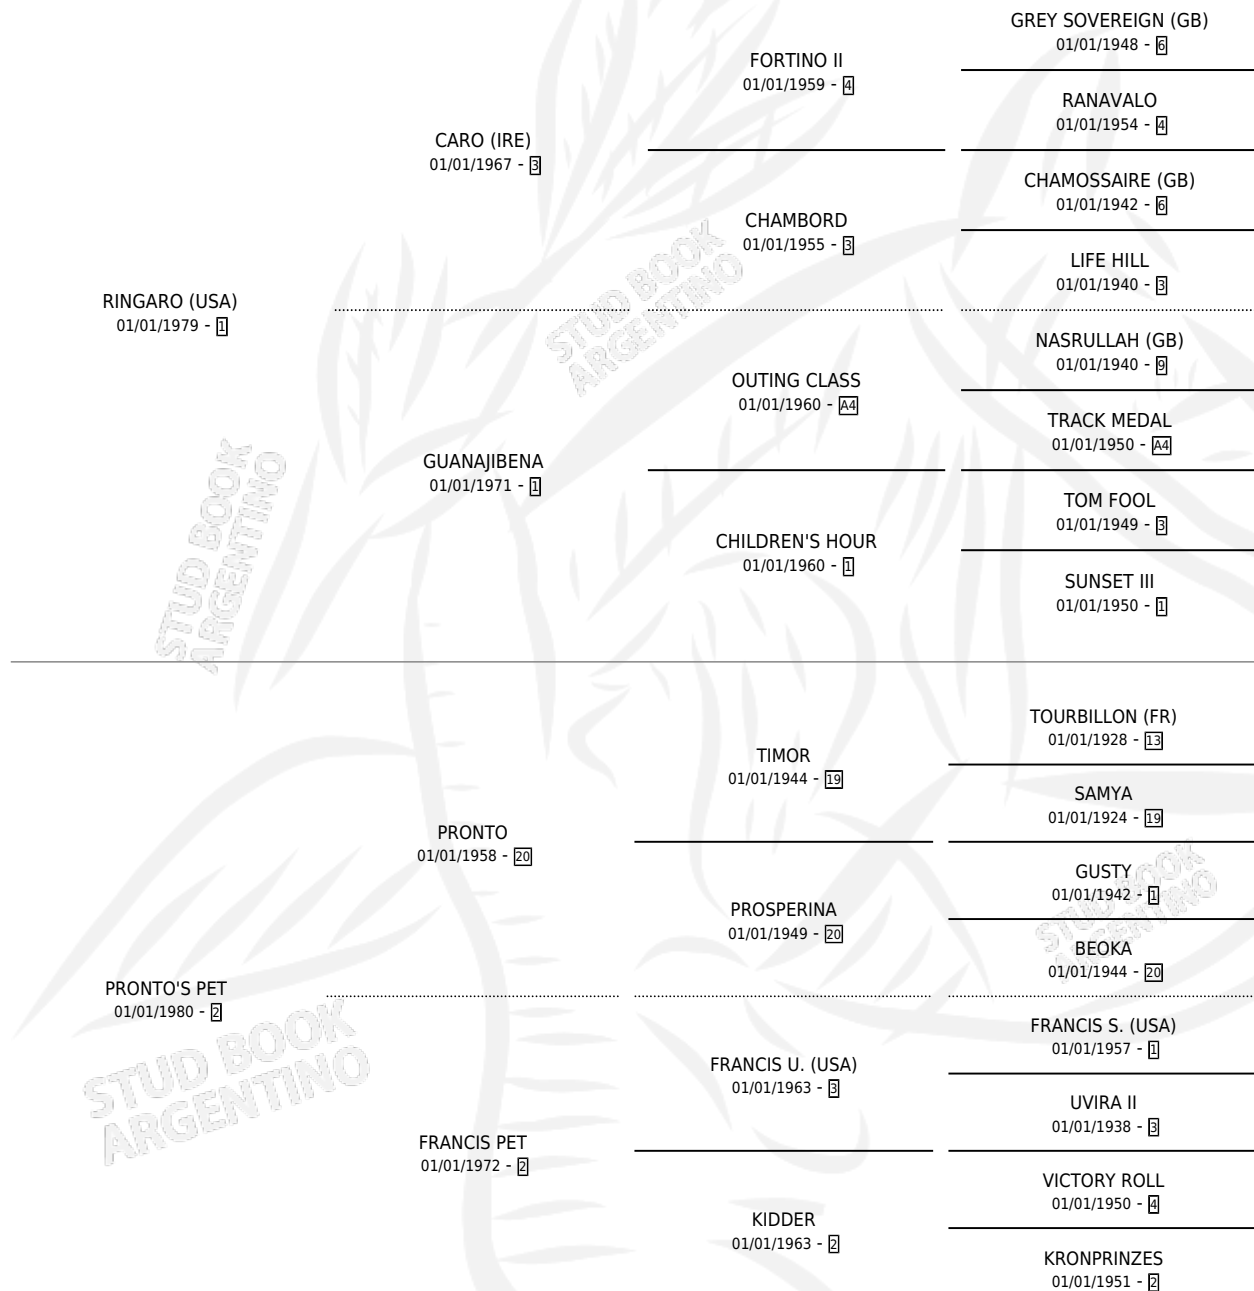 GREY SOVEREIGN (GB)
01/01/1948 - 6
FORTINO II
01/01/1959 - 4
RANAVALO
01/01/1954 - 4
CARO (IRE)
01/01/1967 - 3
CHAMOSSAIRE (GB)
01/01/1942 - 6
CHAMBORD
01/01/1955 - 3
LIFE HILL
01/01/1940 - 3
RINGARO (USA)
01/01/1979 - 1
STUD BOOK
ARGENTINO
NASRULLAH (GB)
01/01/1940 - 9
OUTING CLASS
01/01/1960 - A4
TRACK MEDAL
01/01/1950 - A4
GUANAJIBENA
01/01/1971 - 1
TOM FOOL
01/01/1949 - 3
CHILDREN'S HOUR
01/01/1960 - 1
SUNSET III
01/01/1950 - 1
STUD BOOK
ARGENTINO
TOURBILLON (FR)
01/01/1928 - 13
TIMOR
01/01/1944 - 19
SAMYA
01/01/1924 - 19
PRONTO
01/01/1958 - 20
GUSTY
01/01/1942 - 1
STUD BOOK
ARGENTINO
PROSPERINA
01/01/1949 - 20
BEOKA
01/01/1944 - 20
PRONTO'S PET
01/01/1980 - 2
STUD BOOK
ARGENTINO
FRANCIS S. (USA)
01/01/1957 - 1
FRANCIS U. (USA)
01/01/1963 - 3
UVIRA II
01/01/1938 - 3
FRANCIS PET
01/01/1972 - 2
VICTORY ROLL
01/01/1950 - 4
KIDDER
01/01/1963 - 2
KRONPRINZES
01/01/1951 - 2